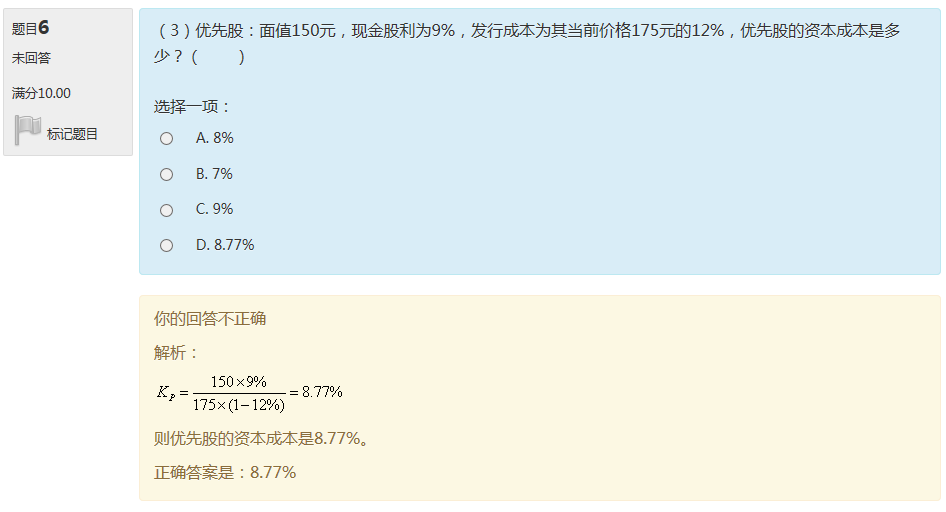 题目6
未回答
满分10.00
标记题目
（3）优先股：面值150元，现金股利为9%，发行成本为其当前价格175元的12%，优先股的资本成本是多
少？（　　）
选择一项：
A. 8%
B. 7%
C. 9%
D. 8.77%
你的回答不正确
解析：
K_P = 150×9% / 175×(1−12%) = 8.77%
则优先股的资本成本是8.77%。
正确答案是：8.77%